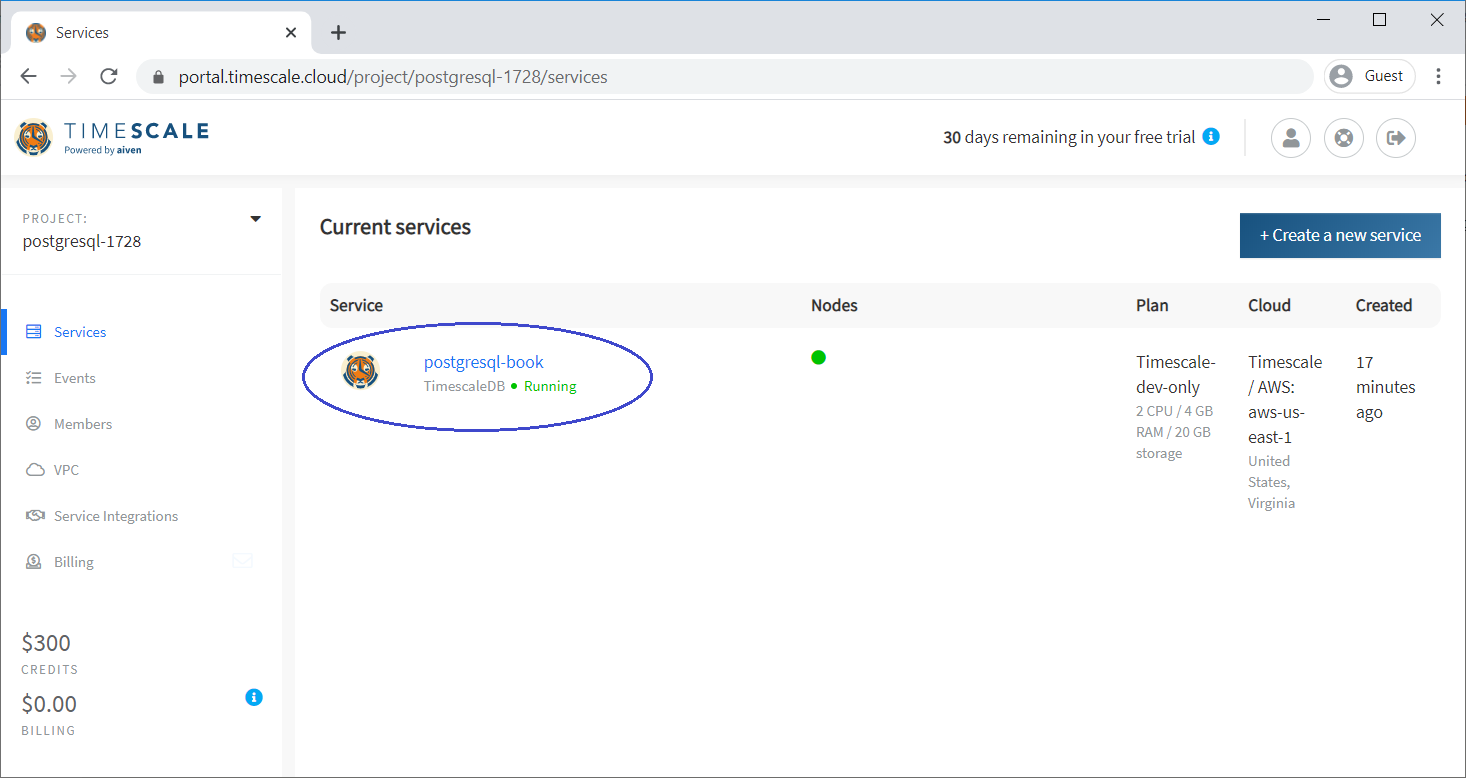 Services
portal.timescale.cloud/project/postgresql-1728/services
Guest
TIMESCALE
Powered by aiven
30 days remaining in your free trial
PROJECT:
postgresql-1728
Services
Events
Members
VPC
Service Integrations
Billing
$300
CREDITS
$0.00
BILLING
Current services
+ Create a new service
Service Nodes Plan Cloud Created
postgresql-book
TimescaleDB • Running
Timescale-
dev-only
2 CPU / 4 GB
RAM / 20 GB
storage
Timescale
/ AWS:
aws-us-
east-1
United
States,
Virginia
17
minutes
ago